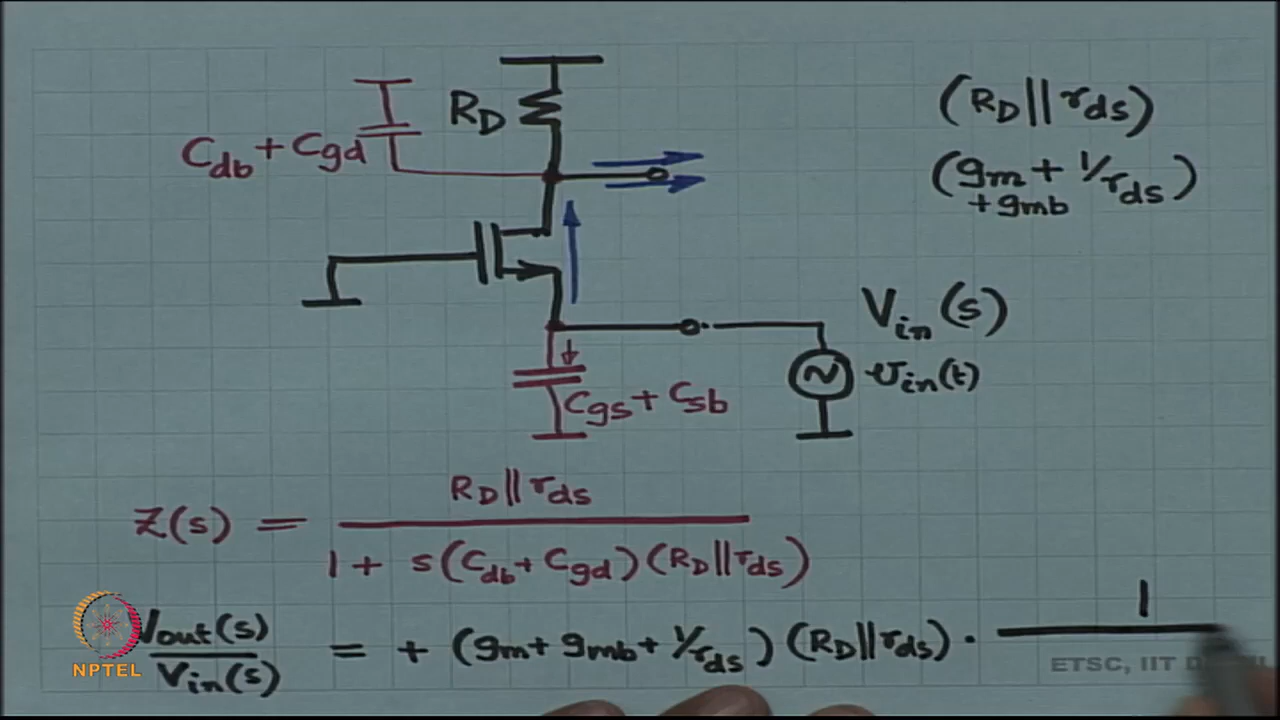 R_D
(R_D || r_ds)
C_db + C_gd
(g_m + 1/r_ds)
+ g_mb
V_in(s)
v_in(t)
C_gs + C_sb
Z(s) = R_D || r_ds
1 + s(C_db + C_gd)(R_D || r_ds)
V_out(s) / V_in(s) = + (g_m + g_mb + 1/r_ds)(R_D || r_ds) · 1
NPTEL
ETSC, IIT